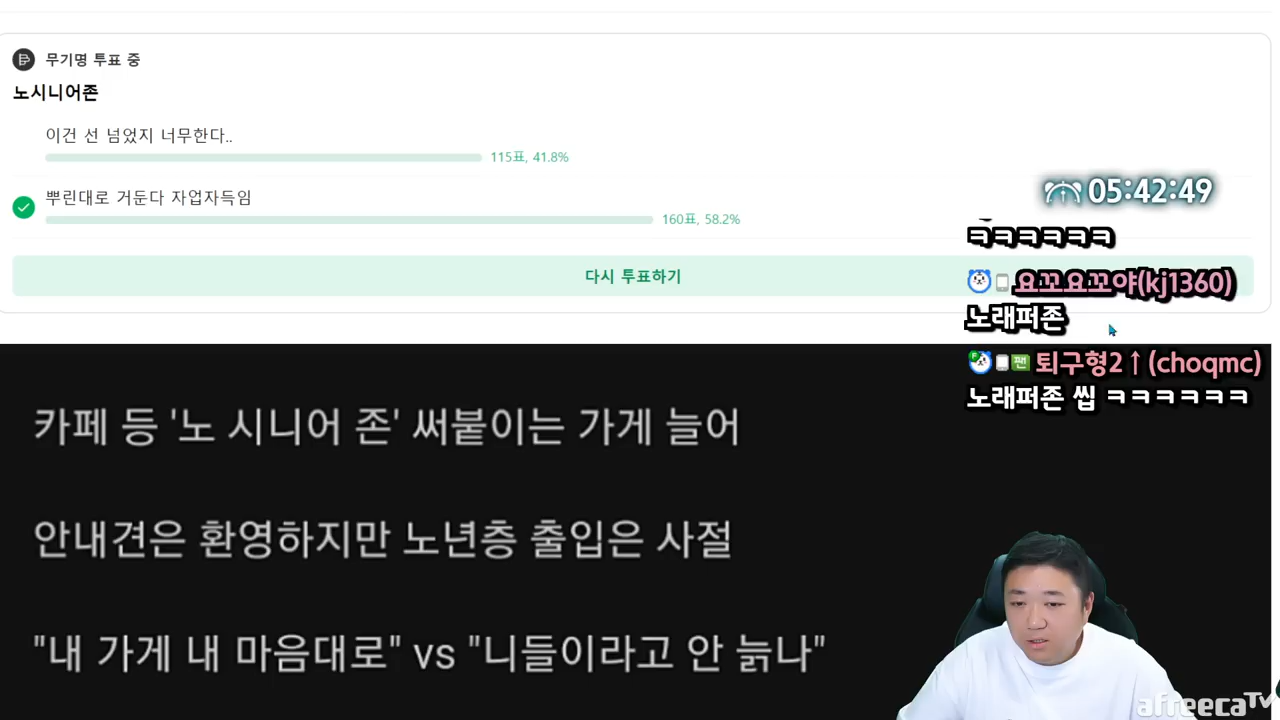 무기명 투표 중
노시니어존
이건 선 넘었지 너무한다..
115표, 41.8%
뿌린대로 거둔다 자업자득임
160표, 58.2%
다시 투표하기
05:42:49
ㅋㅋㅋㅋㅋㅋ
요꼬요꼬야(kj1360)
노래퍼존
팬 퇴구형2↑(choqmc)
노래퍼존 씹 ㅋㅋㅋㅋㅋㅋ
카페 등 '노 시니어 존' 써붙이는 가게 늘어
안내견은 환영하지만 노년층 출입은 사절
"내 가게 내 마음대로" vs "니들이라고 안 늙나"
afreecaTV